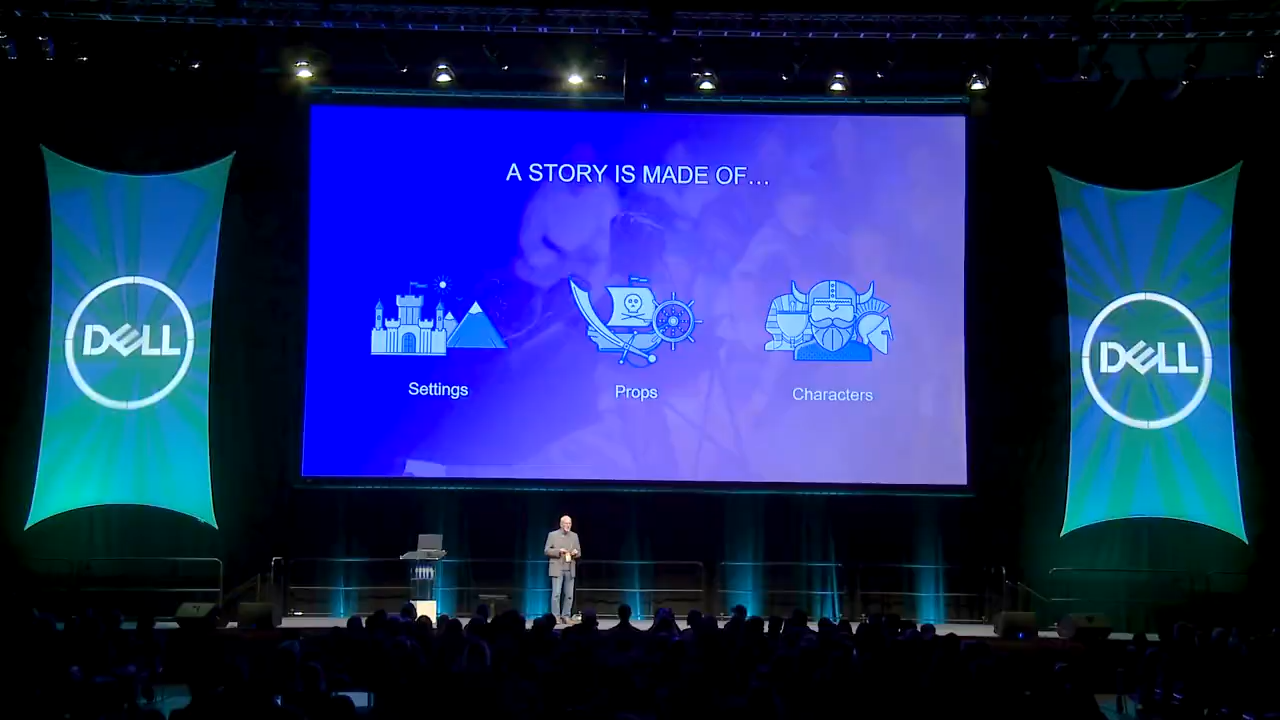 A STORY IS MADE OF...
DELL
DELL
Settings
Props
Characters